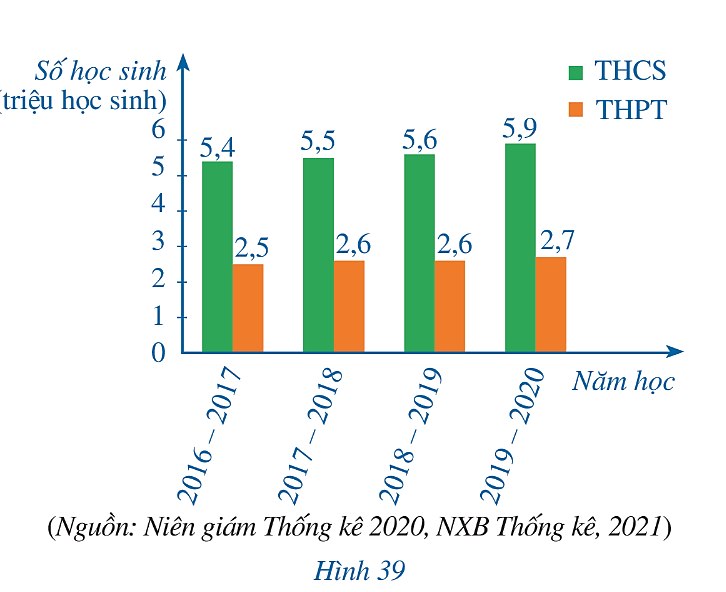 Số học sinh
(triệu học sinh)
THCS
THPT
6
5
4
3
2
1
0
5,4
2,5
5,5
2,6
5,6
2,6
5,9
2,7
2016 – 2017
2017 – 2018
2018 – 2019
2019 – 2020
Năm học
(Nguồn: Niên giám Thống kê 2020, NXB Thống kê, 2021)
Hình 39